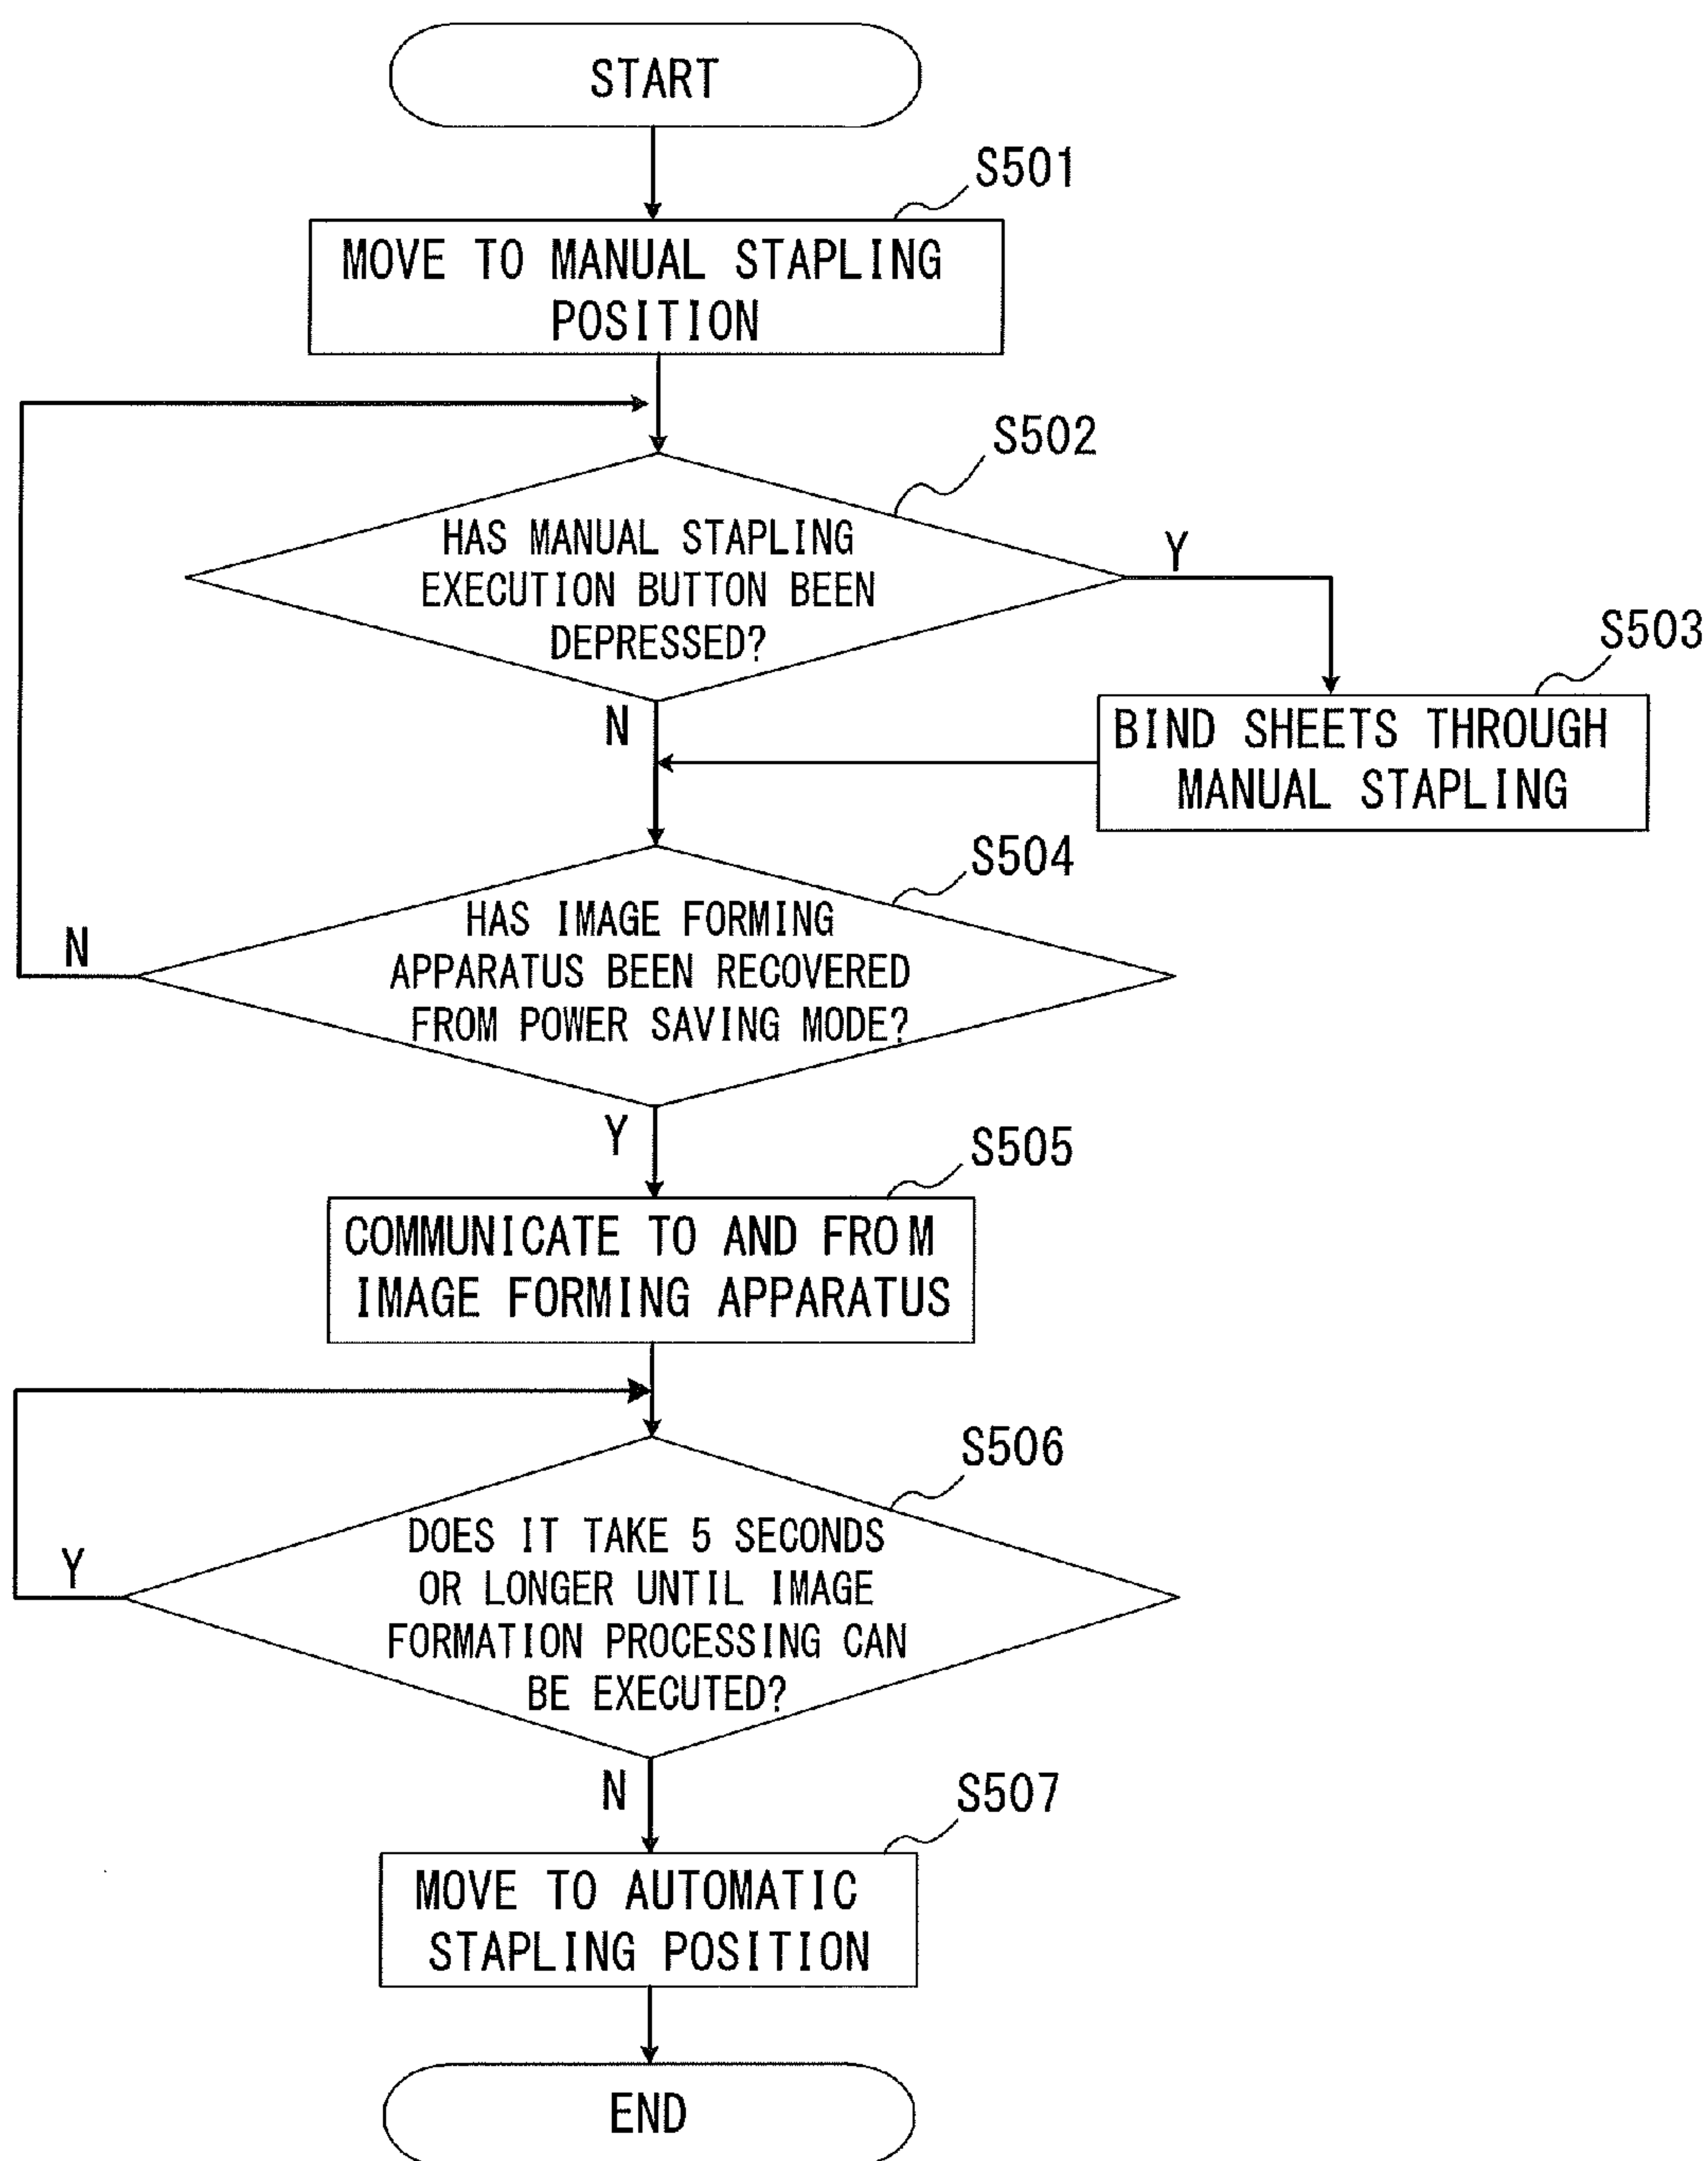 START
S501
MOVE TO MANUAL STAPLING
POSITION
S502
HAS MANUAL STAPLING
EXECUTION BUTTON BEEN
DEPRESSED?
Y
N
S503
BIND SHEETS THROUGH
MANUAL STAPLING
S504
HAS IMAGE FORMING
APPARATUS BEEN RECOVERED
FROM POWER SAVING MODE?
N
Y
S505
COMMUNICATE TO AND FROM
IMAGE FORMING APPARATUS
S506
DOES IT TAKE 5 SECONDS
OR LONGER UNTIL IMAGE
FORMATION PROCESSING CAN
BE EXECUTED?
Y
N
S507
MOVE TO AUTOMATIC
STAPLING POSITION
END